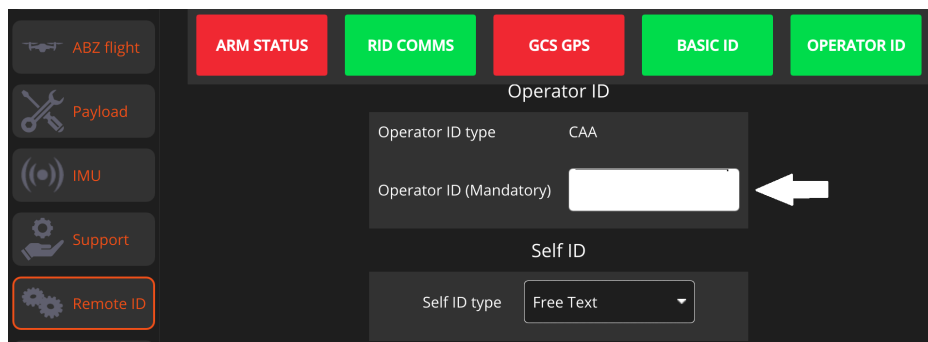 ABZ flight
ARM STATUS
RID COMMS
GCS GPS
BASIC ID
OPERATOR ID
Payload
IMU
Support
Remote ID
Operator ID
Operator ID type
CAA
Operator ID (Mandatory)
Self ID
Self ID type
Free Text